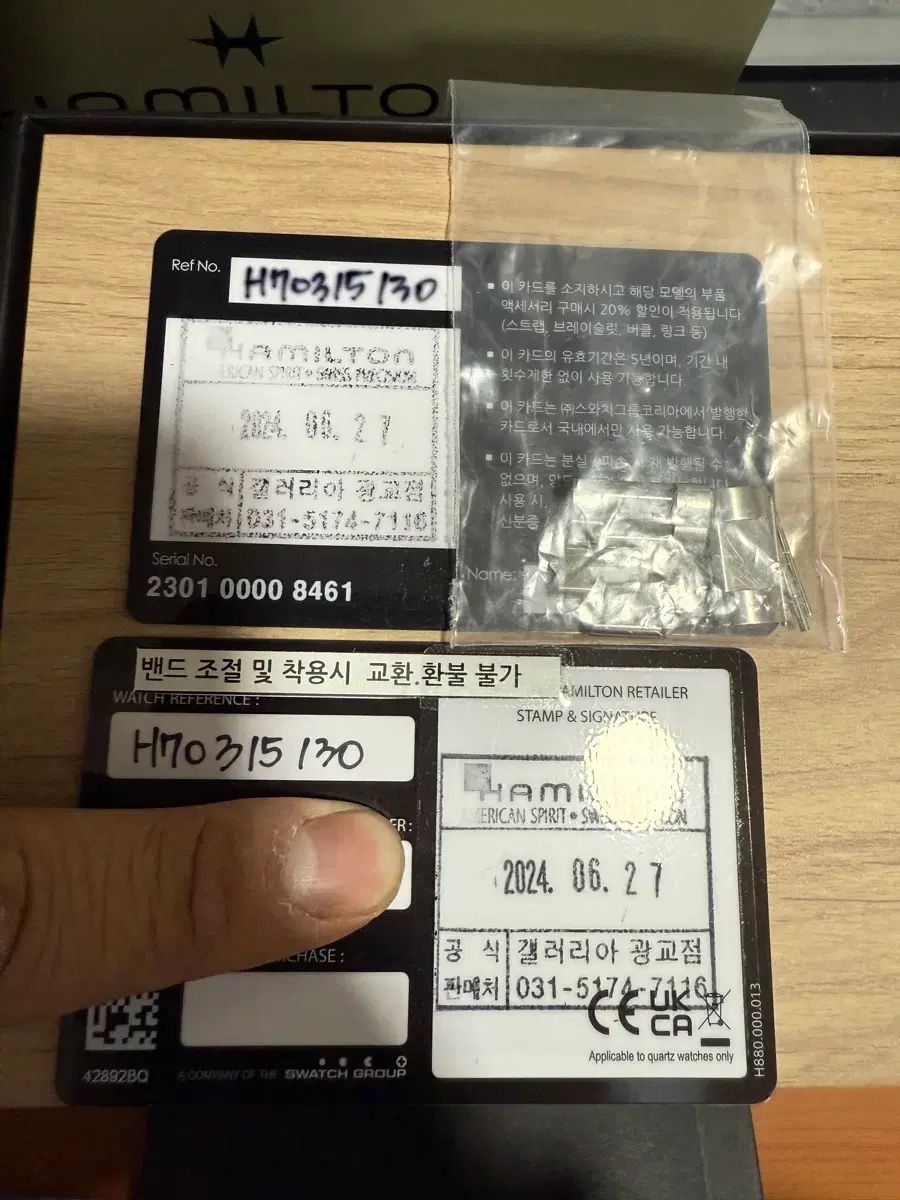 HAMILTO
Ref No.
H70315130
HAMILTON
ERICAN SPIRIT • SWISS PRECISION
2024. 06. 27
공 식 갤러리아 광교점
판매처 031-5174-7116
Serial No.
2301 0000 8461
■ 이 카드를 소지하시고 해당 모델의 부품
액세서리 구매시 20% 할인이 적용됩니다
(스트랩, 브레이슬릿, 버클, 링크 등)
■ 이 카드의 유효기간은 5년이며, 기간 내
횟수제한 없이 사용 가능합니다.
■ 이 카드는 ㈜스와치그룹코리아에서 발행한
카드로서 국내에서만 사용 가능합니다.
■ 이 카드는 분실
없으며,
사용 시,
신분증
Name:
밴드 조절 및 착용시 교환.환불 불가
WATCH REFERENCE :
H70315130
ER:
CHASE :
42892BQ
A COMPANY OF THE SWATCH GROUP
AMILTON RETAILER
STAMP & SIGNATURE
HAMI
MERICAN SPIRIT • SW
2024. 06. 27
공 식 갤러리아 광교점
판매처 031-5174-7116
CE UK CA
Applicable to quartz watches only
H880.000.013